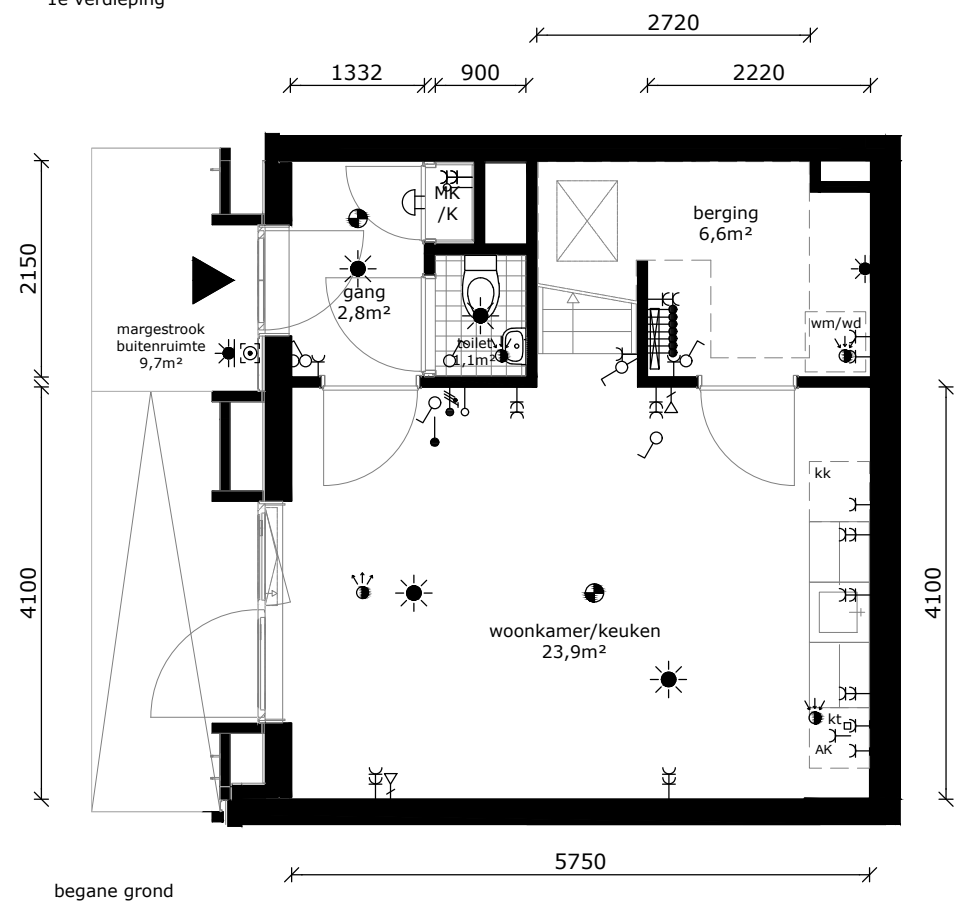 1e verdieping
2720
1332
900
2220
MK
/K
berging
6,6m²
2150
gang
2,8m²
margestrook
buitenruimte
9,7m²
toilet
1,1m²
wm/wd
kk
4100
4100
woonkamer/keuken
23,9m²
kt
AK
5750
begane grond